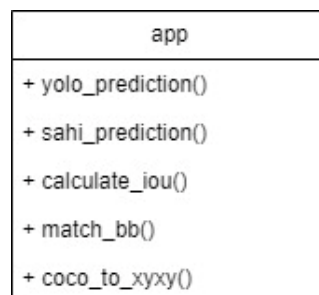 app
+ yolo_prediction()
+ sahi_prediction()
+ calculate_iou()
+ match_bb()
+ coco_to_xyxy()